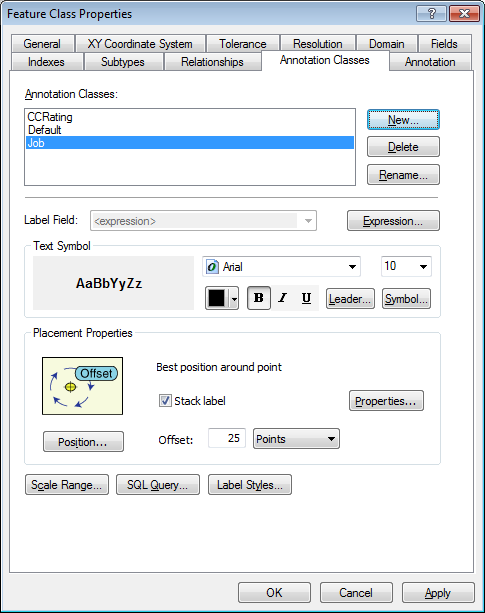 Feature Class Properties
General XY Coordinate System Tolerance Resolution Domain Fields
Indexes Subtypes Relationships Annotation Classes Annotation
Annotation Classes:
CCRating
Default
Job
New...
Delete
Rename...
Label Field: <expression> Expression...
Text Symbol
AaBbYyZz
Arial 10
B I U Leader... Symbol...
Placement Properties
Offset
Best position around point
Stack label Properties...
Position... Offset: 25 Points
Scale Range... SQL Query... Label Styles...
OK Cancel Apply